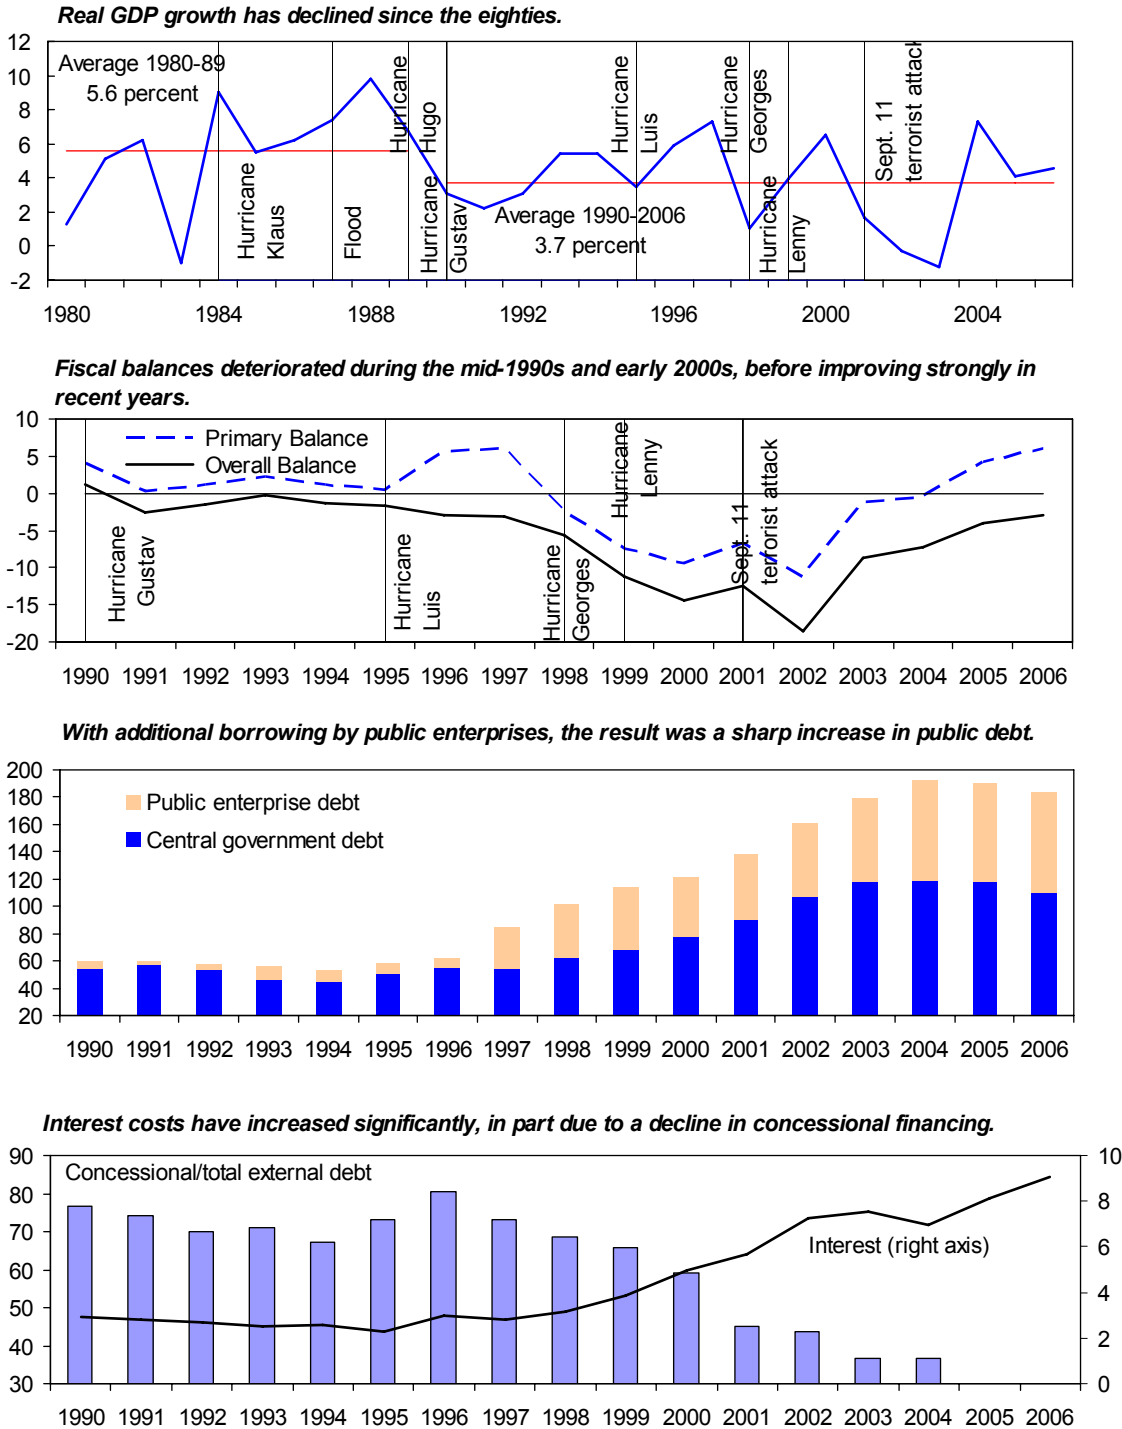 Real GDP growth has declined since the eighties.
12
10
8
6
4
2
0
-2
Average 1980-89
5.6 percent
Hurricane
Klaus
Flood
Hurricane
Hugo
Hurricane
Gustav
Average 1990-2006
3.7 percent
Hurricane
Luis
Hurricane
Georges
Hurricane
Lenny
Sept. 11
terrorist attack
1980 1984 1988 1992 1996 2000 2004
Fiscal balances deteriorated during the mid-1990s and early 2000s, before improving strongly in
recent years.
10
5
0
-5
-10
-15
-20
Primary Balance
Overall Balance
Hurricane
Gustav
Hurricane
Luis
Hurricane
Georges
Hurricane
Lenny
Sept. 11
terrorist attack
1990 1991 1992 1993 1994 1995 1996 1997 1998 1999 2000 2001 2002 2003 2004 2005 2006
With additional borrowing by public enterprises, the result was a sharp increase in public debt.
200
180
160
140
120
100
80
60
40
20
Public enterprise debt
Central government debt
1990 1991 1992 1993 1994 1995 1996 1997 1998 1999 2000 2001 2002 2003 2004 2005 2006
Interest costs have increased significantly, in part due to a decline in concessional financing.
90
80
70
60
50
40
30
Concessional/total external debt
Interest (right axis)
10
8
6
4
2
0
1990 1991 1992 1993 1994 1995 1996 1997 1998 1999 2000 2001 2002 2003 2004 2005 2006